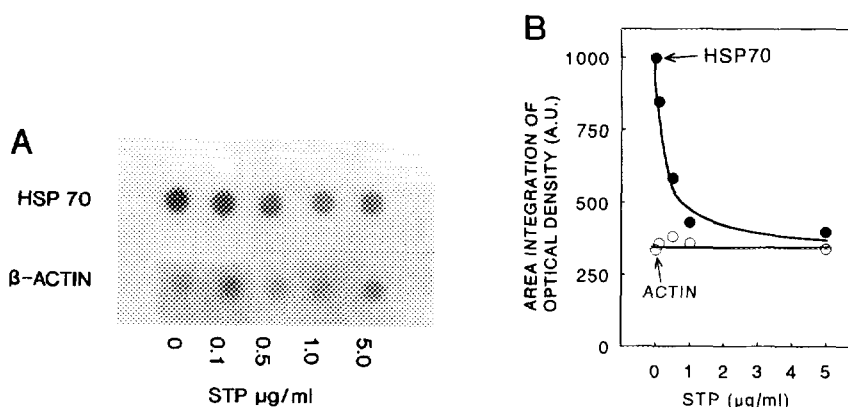 A
HSP 70
β-ACTIN
0 0.1 0.5 1.0 5.0
STP µg/ml
B
AREA INTEGRATION OF
OPTICAL DENSITY (A.U.)
1000
750
500
250
0
HSP70
ACTIN
0 1 2 3 4 5
STP (µg/ml)